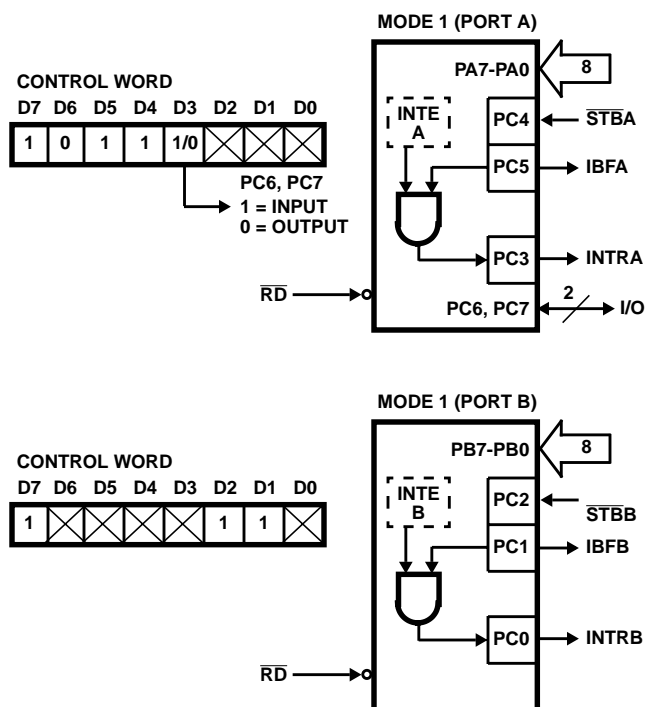 MODE 1 (PORT A)
CONTROL WORD
D7 D6 D5 D4 D3 D2 D1 D0
1 0 1 1 1/0
PC6, PC7
1 = INPUT
0 = OUTPUT
PA7-PA0
8
INTE
A
PC4
STBA
PC5
IBFA
PC3
INTRA
RD
PC6, PC7
2
I/O
MODE 1 (PORT B)
CONTROL WORD
D7 D6 D5 D4 D3 D2 D1 D0
1 1 1
PB7-PB0
8
INTE
B
PC2
STBB
PC1
IBFB
PC0
INTRB
RD